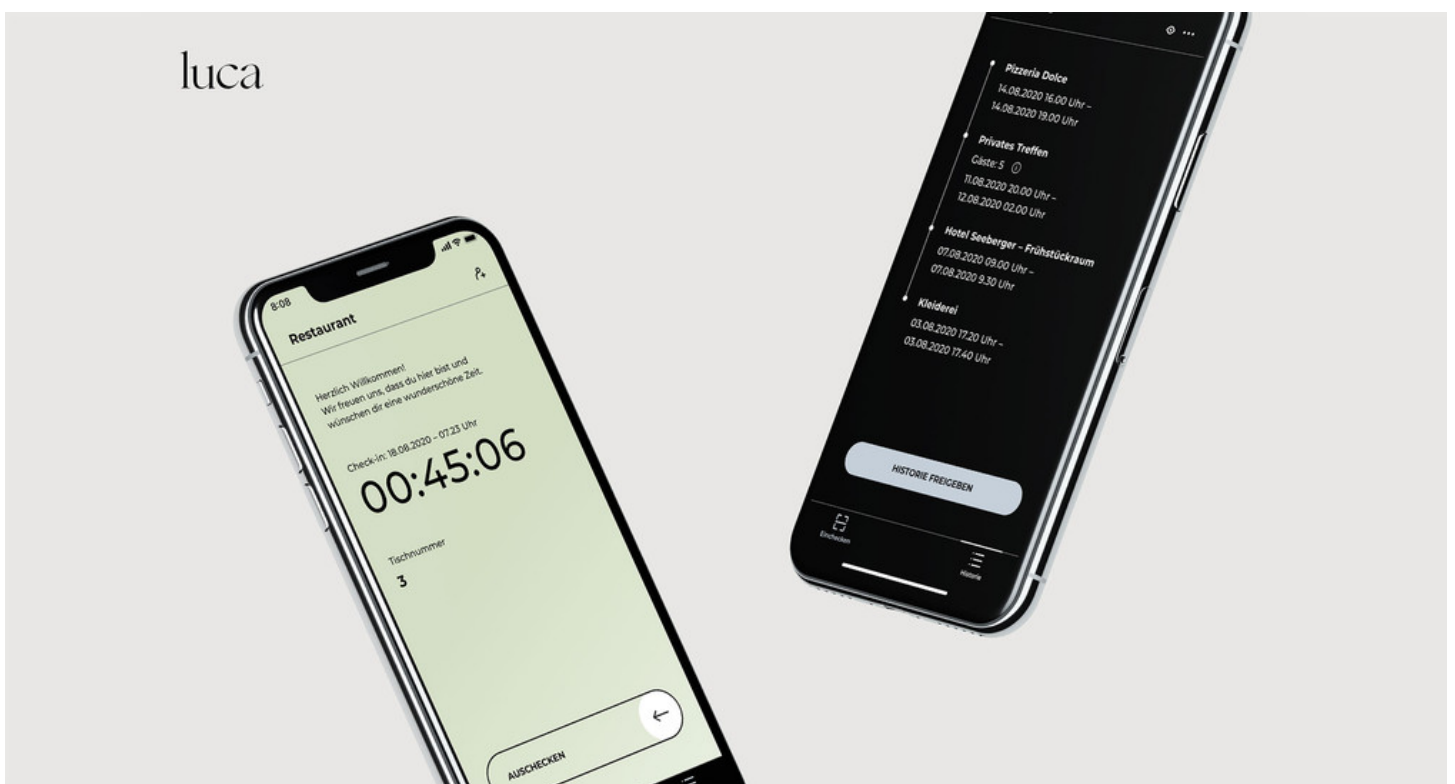 luca
8:08
Restaurant
Herzlich Willkommen!
Wir freuen uns, dass du hier bist und
wünschen dir eine wunderschöne Zeit.
Check-in: 18.08.2020 – 07.23 Uhr
00:45:06
Tischnummer
3
AUSCHECKEN
Pizzeria Dolce
14.08.2020 16.00 Uhr –
14.08.2020 19.00 Uhr
Privates Treffen
Gäste: 5
11.08.2020 20.00 Uhr –
12.08.2020 02.00 Uhr
Hotel Seeberger – Frühstückraum
07.08.2020 09.00 Uhr –
07.08.2020 9.30 Uhr
Kleiderei
03.08.2020 17.20 Uhr –
03.08.2020 17.40 Uhr
HISTORIE FREIGEBEN
Einchecken
Historie